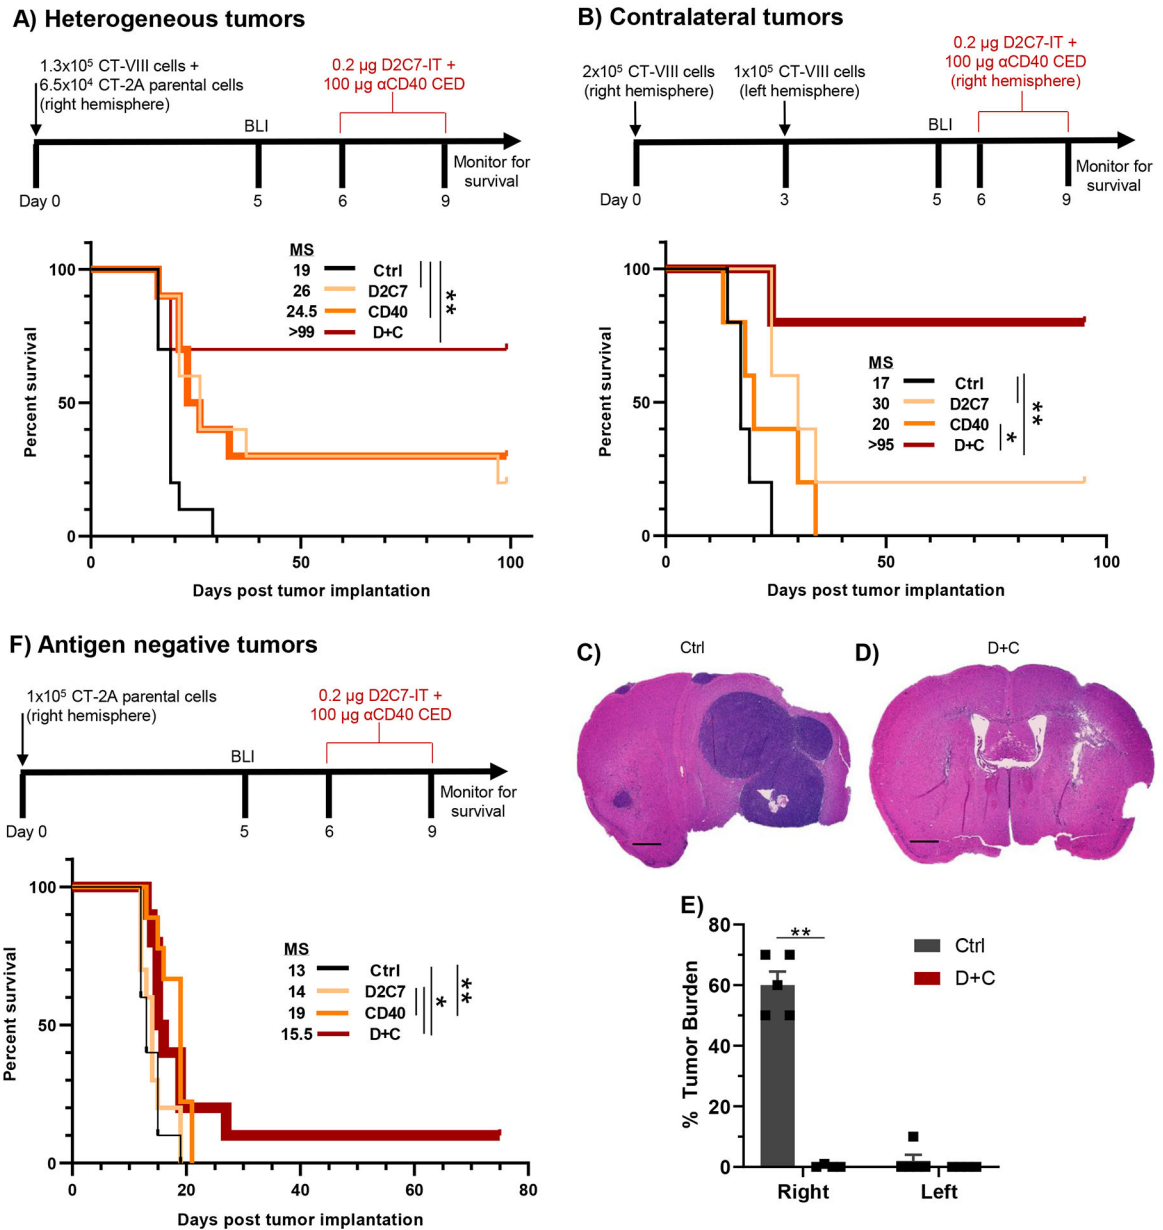 A) Heterogeneous tumors
1.3x10⁵ CT-VIII cells +
6.5x10⁴ CT-2A parental cells
(right hemisphere)
0.2 µg D2C7-IT +
100 µg αCD40 CED
BLI
Monitor for
survival
Day 0
5
6
9
MS
19 Ctrl
26 D2C7
24.5 CD40
>99 D+C
**
Percent survival
100
50
0
0
50
100
Days post tumor implantation
B) Contralateral tumors
2x10⁵ CT-VIII cells
(right hemisphere)
1x10⁵ CT-VIII cells
(left hemisphere)
0.2 µg D2C7-IT +
100 µg αCD40 CED
(right hemisphere)
BLI
Monitor for
survival
Day 0
3
5
6
9
MS
17 Ctrl
30 D2C7
20 CD40
>95 D+C
*
**
Percent survival
100
50
0
0
50
100
Days post tumor implantation
F) Antigen negative tumors
1x10⁵ CT-2A parental cells
(right hemisphere)
0.2 µg D2C7-IT +
100 µg αCD40 CED
BLI
Monitor for
survival
Day 0
5
6
9
MS
13 Ctrl
14 D2C7
19 CD40
15.5 D+C
*
**
Percent survival
100
50
0
0
20
40
60
80
Days post tumor implantation
C)
Ctrl
D)
D+C
E)
% Tumor Burden
80
60
40
20
0
**
Ctrl
D+C
Right
Left